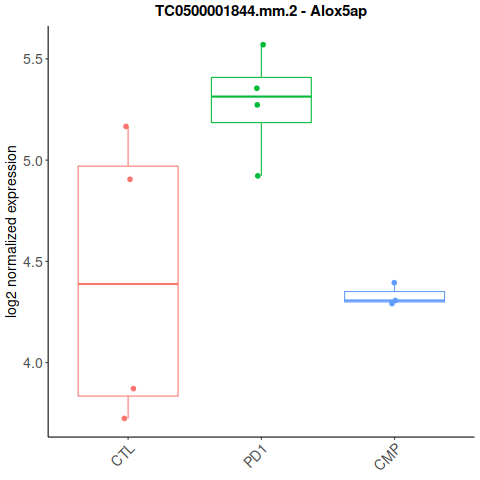 TC0500001844.mm.2 - Alox5ap
log2 normalized expression
5.5
5.0
4.5
4.0
CTL
PD1
CMP